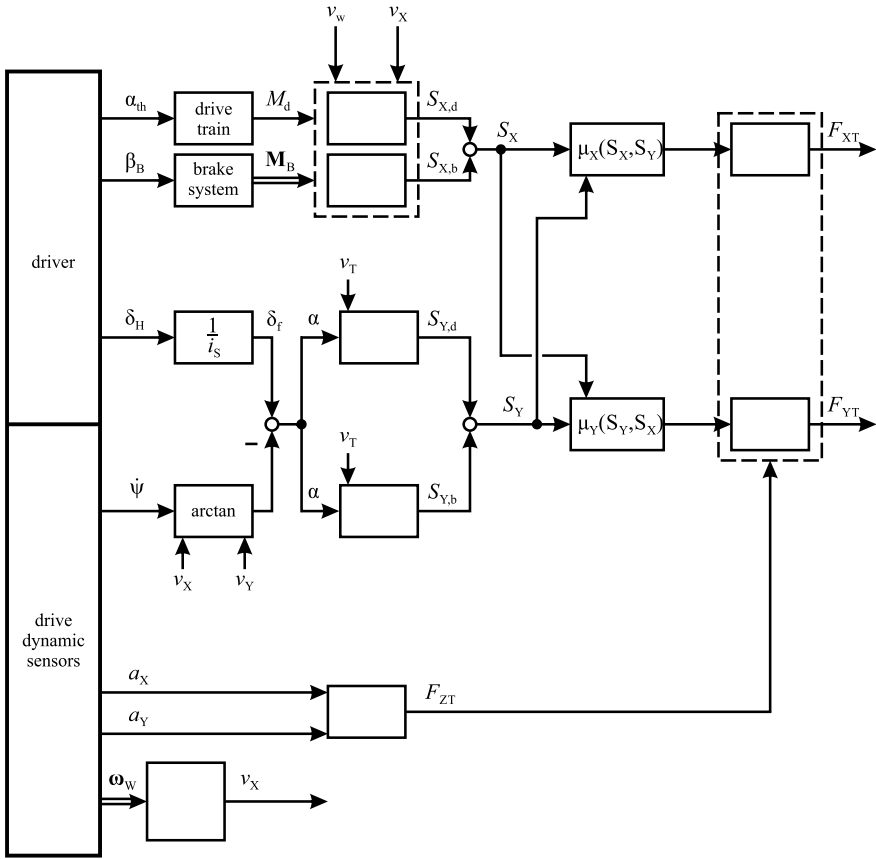 v_w v_X
α_th drive train M_d S_X,d
S_X μ_X(S_X,S_Y) F_XT
β_B brake system M_B S_X,b
driver
v_T
δ_H 1/i_S δ_f α S_Y,d
S_Y μ_Y(S_Y,S_X) F_YT
– v_T
ψ̇ arctan α S_Y,b
v_X v_Y
drive
dynamic
sensors
a_X F_ZT
a_Y
ω_W v_X